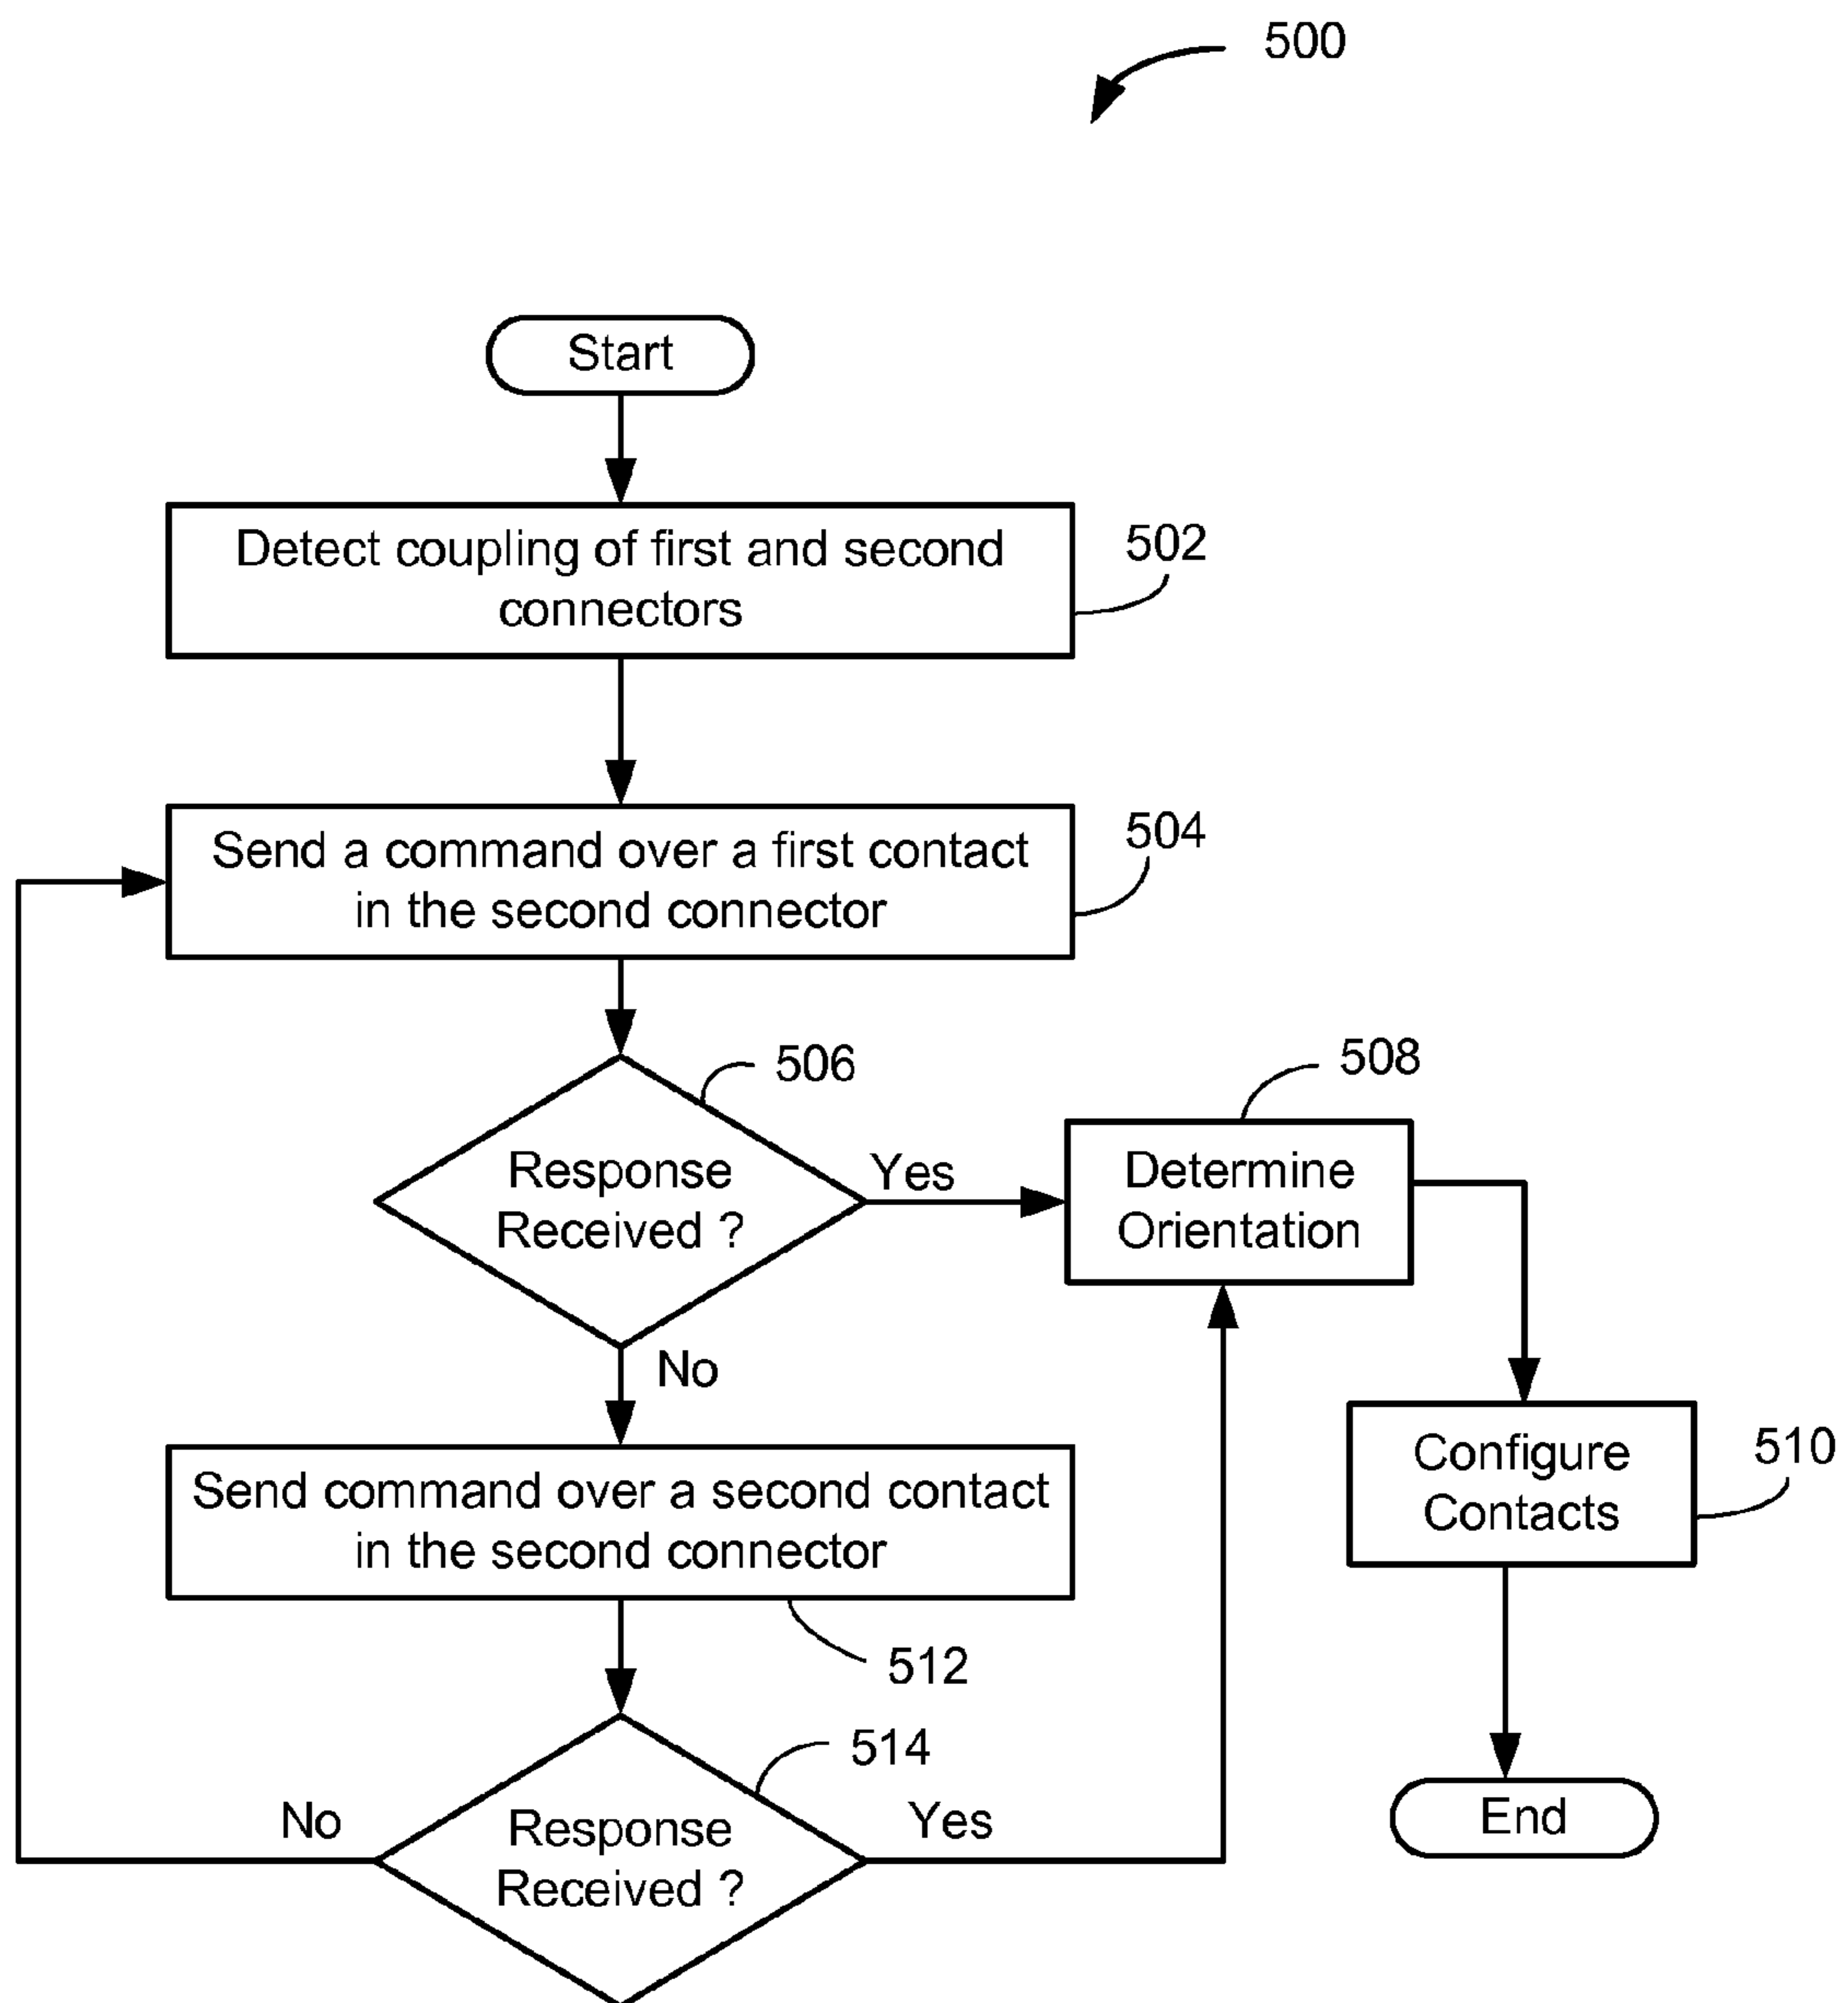 500
Start
Detect coupling of first and second
connectors
502
Send a command over a first contact
in the second connector
504
506
Response
Received ?
Yes
No
508
Determine
Orientation
Configure
Contacts
510
Send command over a second contact
in the second connector
512
514
Response
Received ?
No
Yes
End